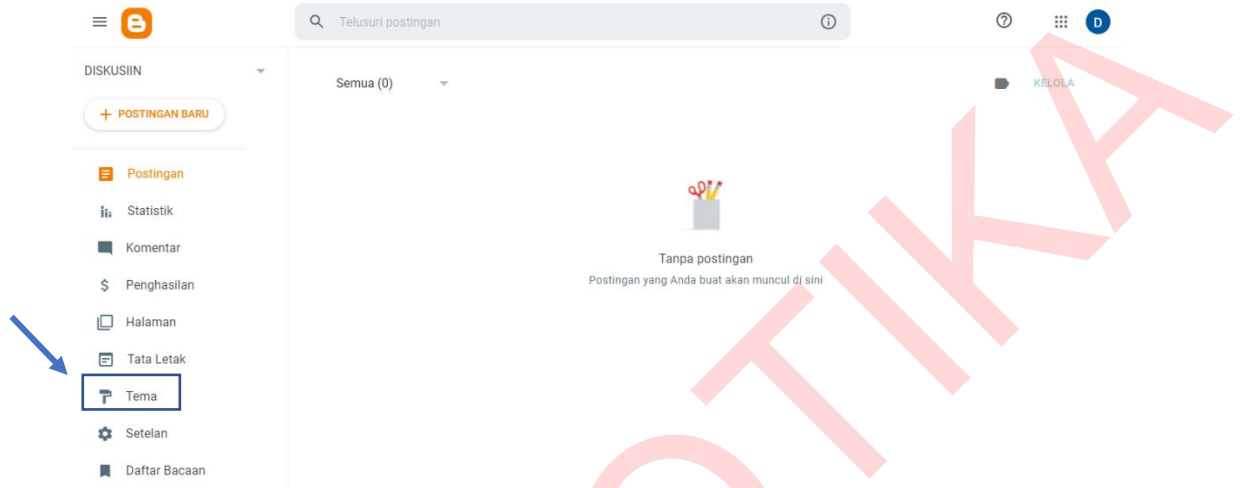 Telusuri postingan
D
DISKUSIIN
Semua (0)
KELOLA
+ POSTINGAN BARU
Postingan
Statistik
Komentar
$ Penghasilan
Halaman
Tata Letak
Tema
Setelan
Daftar Bacaan
Tanpa postingan
Postingan yang Anda buat akan muncul di sini
OTIKA